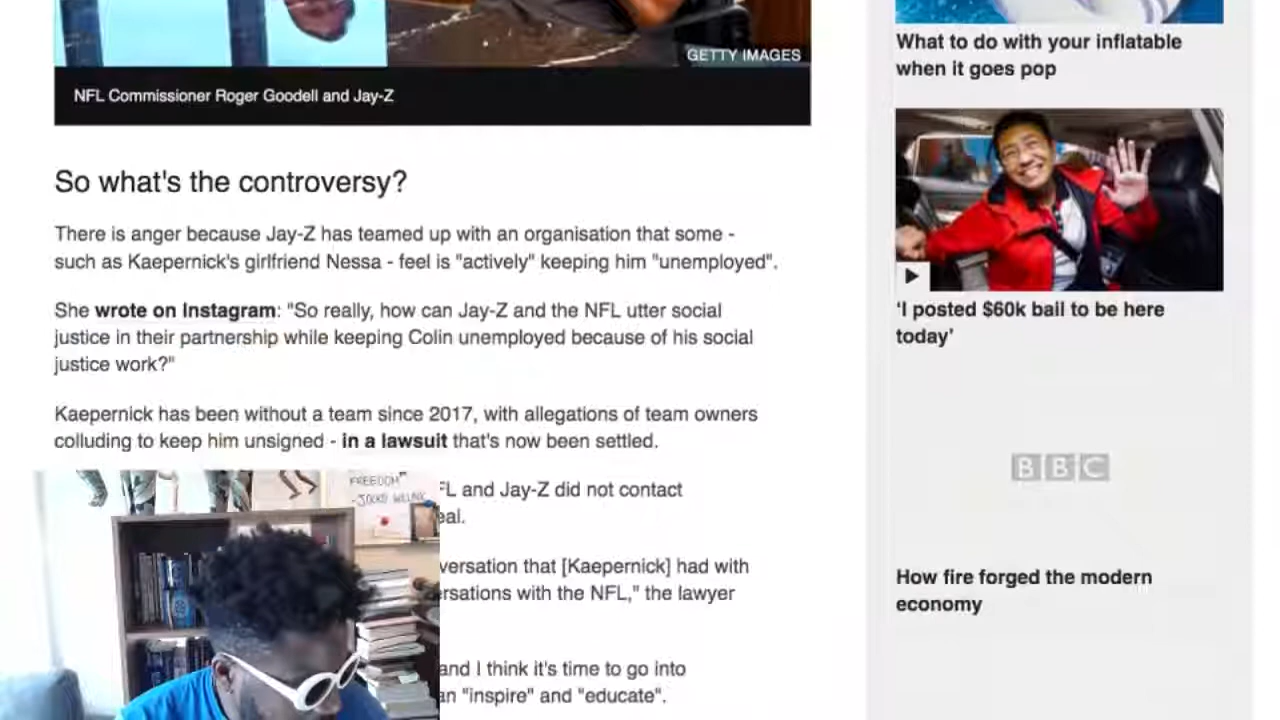 GETTY IMAGES
NFL Commissioner Roger Goodell and Jay-Z
So what's the controversy?
There is anger because Jay-Z has teamed up with an organisation that some -
such as Kaepernick's girlfriend Nessa - feel is "actively" keeping him "unemployed".
She wrote on Instagram: "So really, how can Jay-Z and the NFL utter social
justice in their partnership while keeping Colin unemployed because of his social
justice work?"
Kaepernick has been without a team since 2017, with allegations of team owners
colluding to keep him unsigned - in a lawsuit that's now been settled.
FL and Jay-Z did not contact
eal.
versation that [Kaepernick] had with
ersations with the NFL," the lawyer
and I think it's time to go into
an "inspire" and "educate".
FREEDOM"
-JOCKO WILLINK
What to do with your inflatable
when it goes pop
'I posted $60k bail to be here
today'
BBC
How fire forged the modern
economy